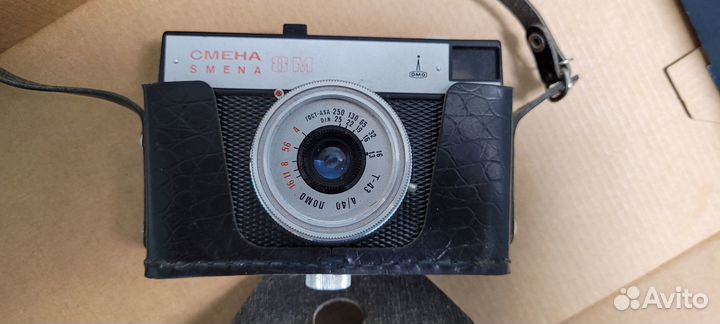 СМЕНА 8М
SMENA
ЛОМО
ГОСТ-ASA 250 130 65 32 16
DIN 25 22 19 16 13
4 5,6 8 11 16
Т-43 4/40 ЛОМО
Avito